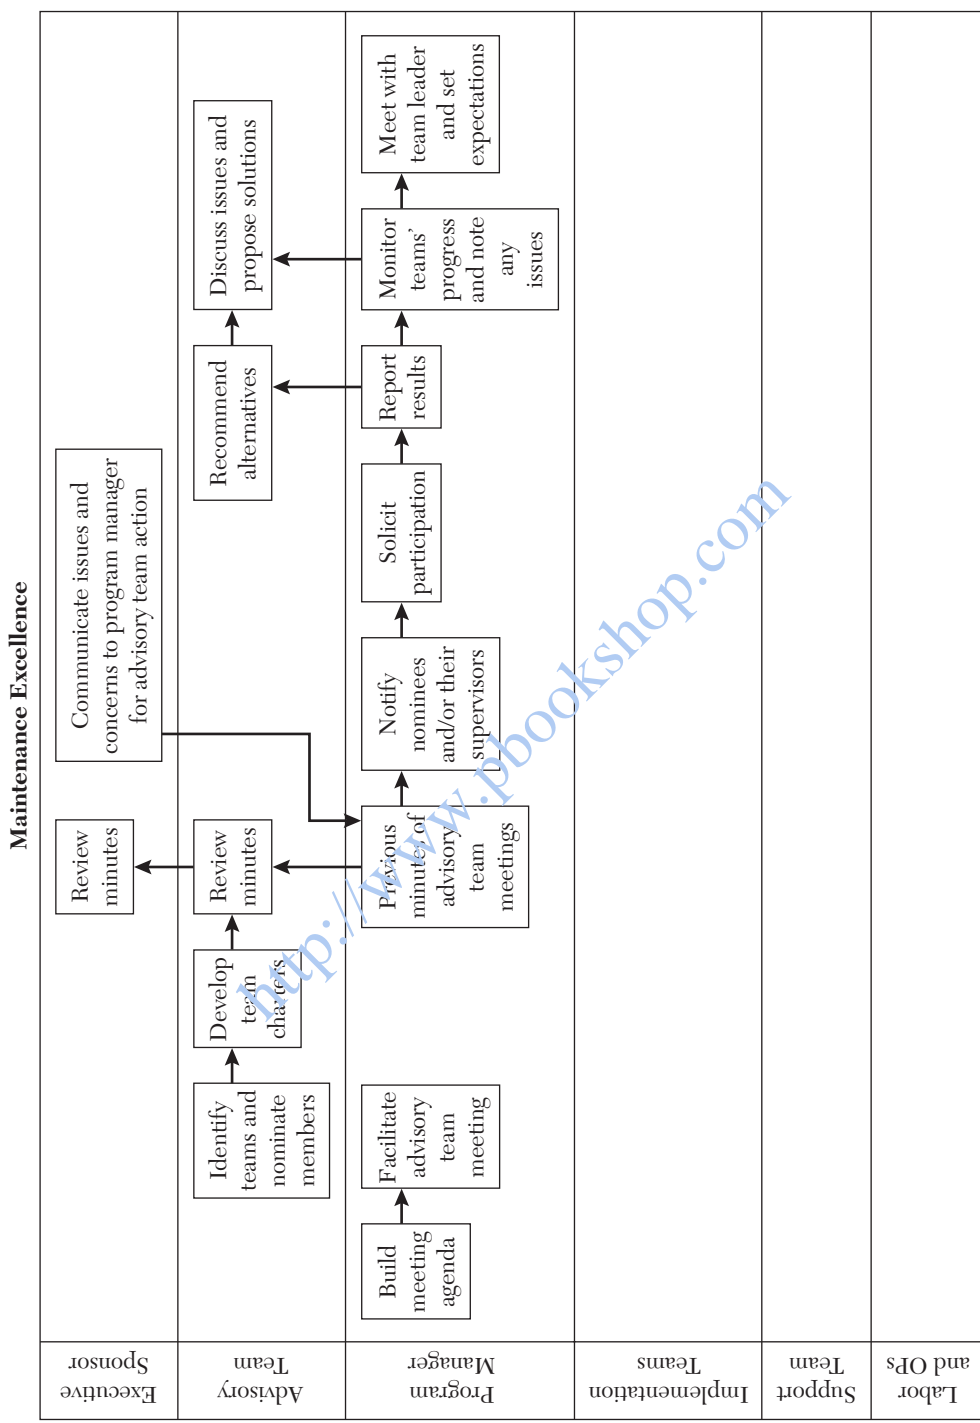 Maintenance Excellence
Executive
Sponsor
Review
minutes
Communicate issues and
concerns to program manager
for advisory team action
Advisory
Team
Identify
teams and
nominate
members
Develop
team
charters
Review
minutes
Recommend
alternatives
Discuss issues and
propose solutions
Program
Manager
Build
meeting
agenda
Facilitate
advisory
team
meeting
Previous
minutes of
advisory
team
meetings
Notify
nominees
and/or their
supervisors
Solicit
participation
Report
results
Monitor
teams'
progress
and note
any
issues
Meet with
team leader
and set
expectations
Implementation
Teams
Support
Team
Labor
and OPs
http://www.pbookshop.com